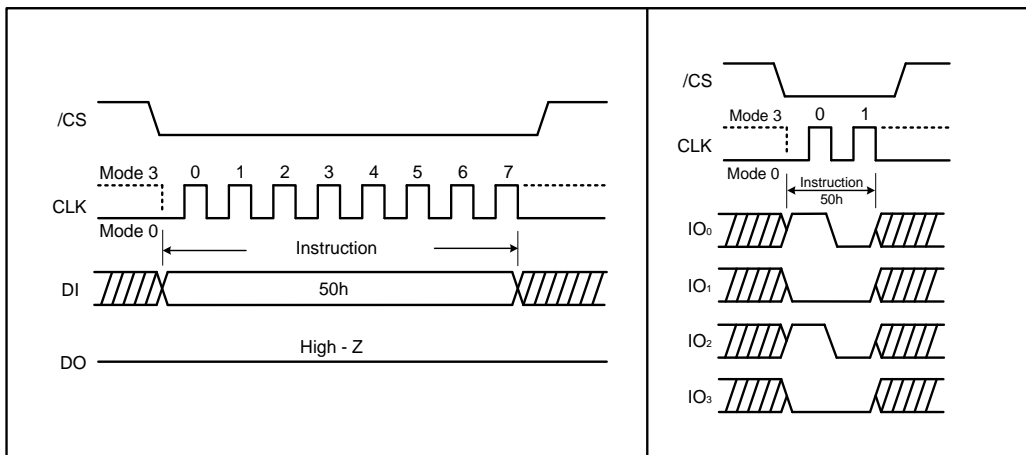 /CS
Mode 3 0 1 2 3 4 5 6 7
CLK
Mode 0
Instruction
DI 50h
High - Z
DO
/CS
Mode 3 0 1
CLK
Mode 0
Instruction
50h
IO₀
IO₁
IO₂
IO₃